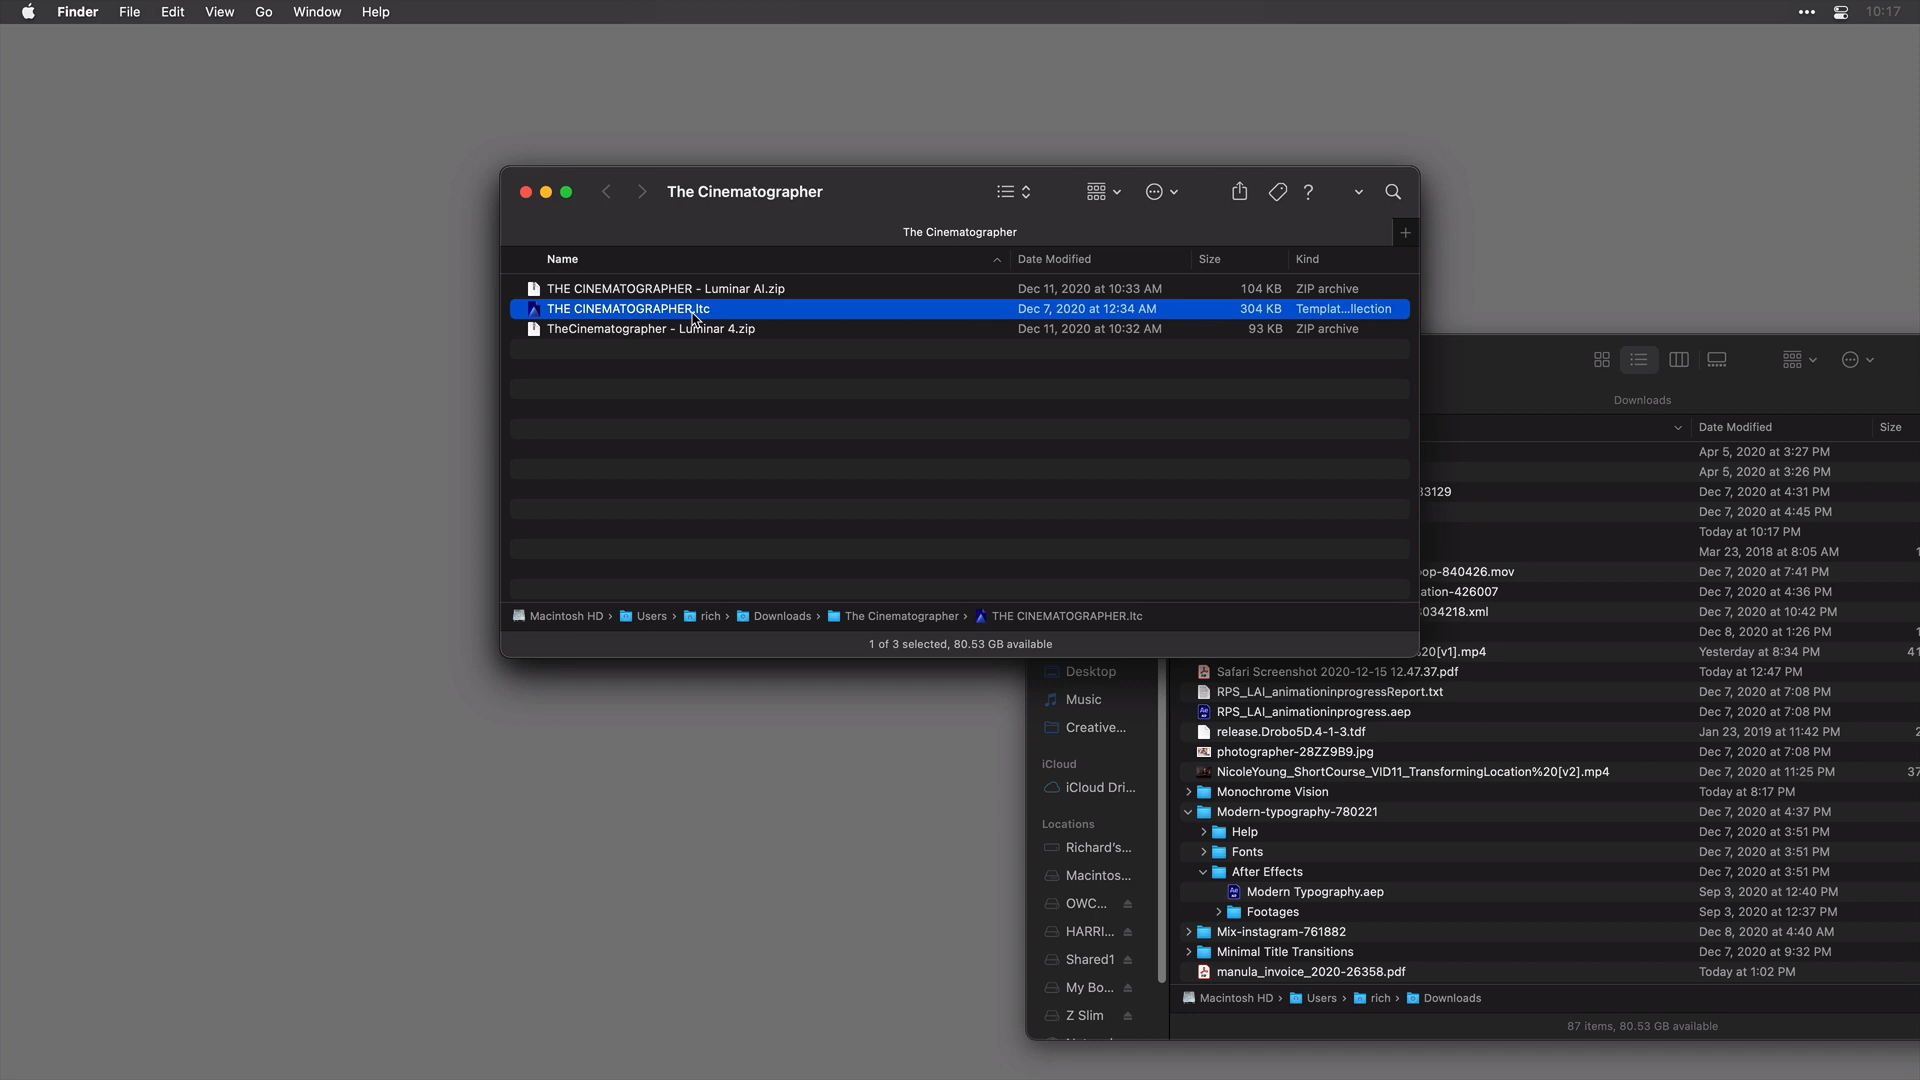 Finder File Edit View Go Window Help 10:17
The Cinematographer
The Cinematographer
Name Date Modified Size Kind
THE CINEMATOGRAPHER - Luminar AI.zip Dec 11, 2020 at 10:33 AM 104 KB ZIP archive
THE CINEMATOGRAPHER.ltc Dec 7, 2020 at 12:34 AM 304 KB Templat...llection
TheCinematographer - Luminar 4.zip Dec 11, 2020 at 10:32 AM 93 KB ZIP archive
Macintosh HD › Users › rich › Downloads › The Cinematographer › THE CINEMATOGRAPHER.ltc
1 of 3 selected, 80.53 GB available
Downloads
Date Modified Size
Apr 5, 2020 at 3:27 PM
Apr 5, 2020 at 3:26 PM
33129 Dec 7, 2020 at 4:31 PM
Dec 7, 2020 at 4:45 PM
Today at 10:17 PM
Mar 23, 2018 at 8:05 AM
op-840426.mov Dec 7, 2020 at 7:41 PM
ation-426007 Dec 7, 2020 at 4:36 PM
034218.xml Dec 7, 2020 at 10:42 PM
Dec 8, 2020 at 1:26 PM
20[v1].mp4 Yesterday at 8:34 PM 41
Safari Screenshot 2020-12-15 12.47.37.pdf Today at 12:47 PM
RPS_LAI_animationinprogressReport.txt Dec 7, 2020 at 7:08 PM
RPS_LAI_animationinprogress.aep Dec 7, 2020 at 7:08 PM
release.Drobo5D.4-1-3.tdf Jan 23, 2019 at 11:42 PM 2
photographer-28ZZ9B9.jpg Dec 7, 2020 at 7:08 PM
NicoleYoung_ShortCourse_VID11_TransformingLocation%20[v2].mp4 Dec 7, 2020 at 11:25 PM 37
Monochrome Vision Today at 8:17 PM
Modern-typography-780221 Dec 7, 2020 at 4:37 PM
Help Dec 7, 2020 at 3:51 PM
Fonts Dec 7, 2020 at 3:51 PM
After Effects Dec 7, 2020 at 3:51 PM
Modern Typography.aep Sep 3, 2020 at 12:40 PM
Footages Sep 3, 2020 at 12:37 PM
Mix-instagram-761882 Dec 8, 2020 at 4:40 AM
Minimal Title Transitions Dec 7, 2020 at 9:32 PM
manula_invoice_2020-26358.pdf Today at 1:02 PM
Desktop
Music
Creative...
iCloud
iCloud Dri...
Locations
Richard's...
Macintos...
OWC...
HARRI...
Shared1
My Bo...
Z Slim
Macintosh HD › Users › rich › Downloads
87 items, 80.53 GB available